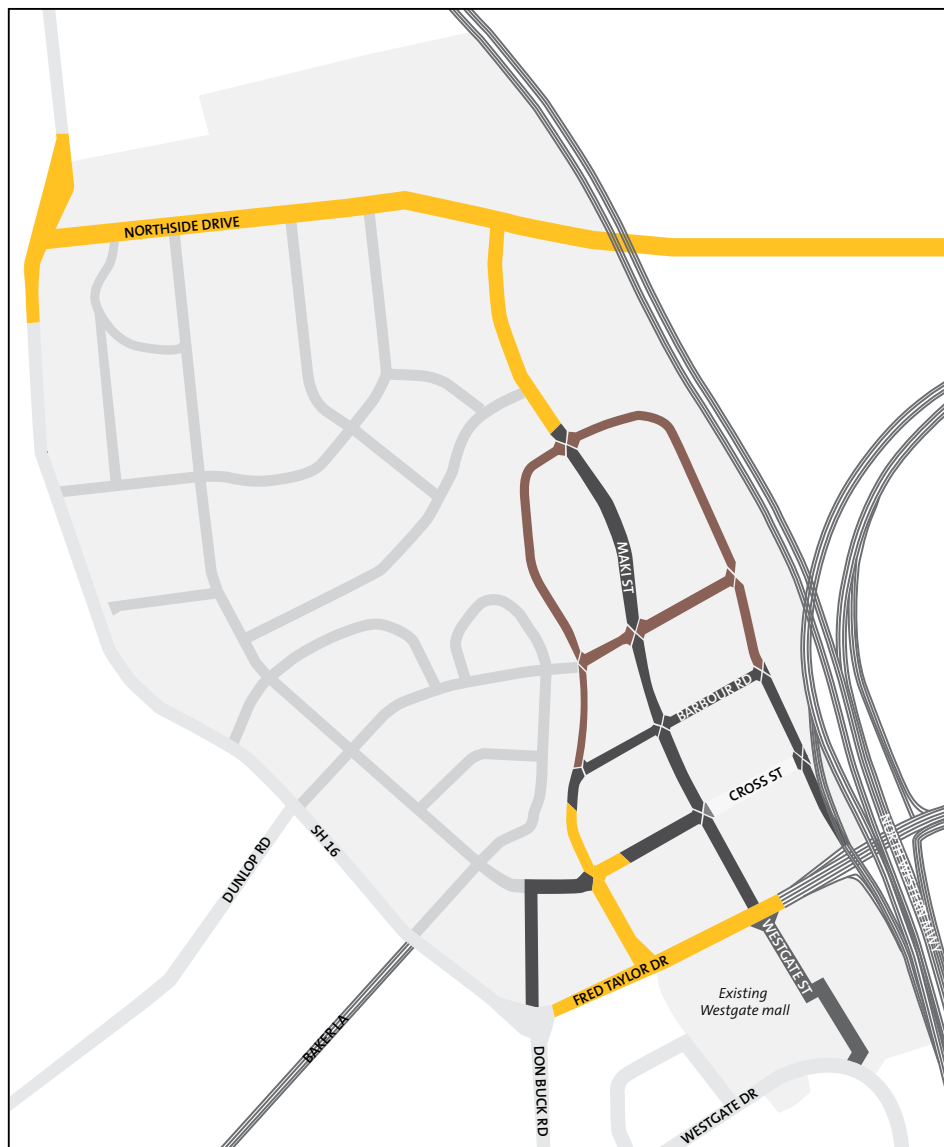 NORTHSIDE DRIVE
MAKI ST
BARBOUR RD
CROSS ST
DUNLOP RD
SH 16
NORTH WESTERN MWY
WESTGATE ST
FRED TAYLOR DR
Existing
Westgate mall
BAKER LA
DON BUCK RD
WESTGATE DR